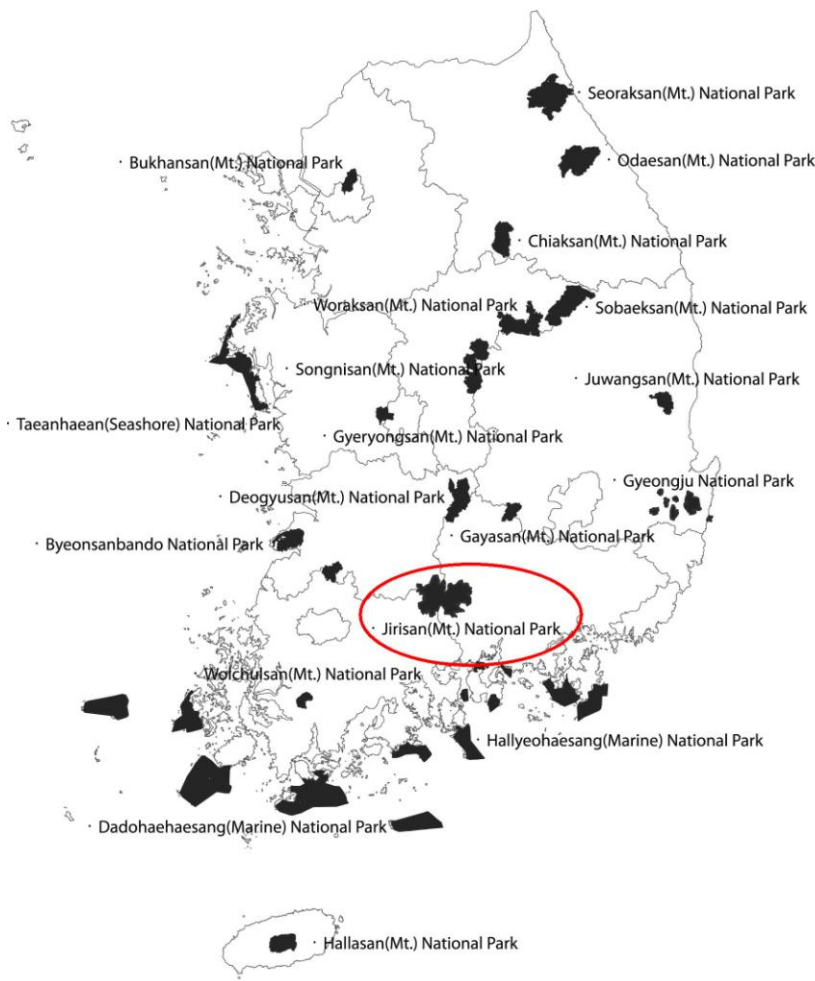 · Seoraksan(Mt.) National Park
· Bukhansan(Mt.) National Park
· Odaesan(Mt.) National Park
· Chiaksan(Mt.) National Park
Woraksan(Mt.) National Park
· Sobaeksan(Mt.) National Park
· Songnisan(Mt.) National Park
· Juwangsan(Mt.) National Park
· Taeanhaean(Seashore) National Park
· Gyeryongsan(Mt.) National Park
· Gyeongju National Park
· Deogyusan(Mt.) National Park
· Gayasan(Mt.) National Park
· Byeonsanbando National Park
· Jirisan(Mt.) National Park
· Wolchulsan(Mt.) National Park
· Hallyeohaesang(Marine) National Park
· Dadohaehaesang(Marine) National Park
· Hallasan(Mt.) National Park